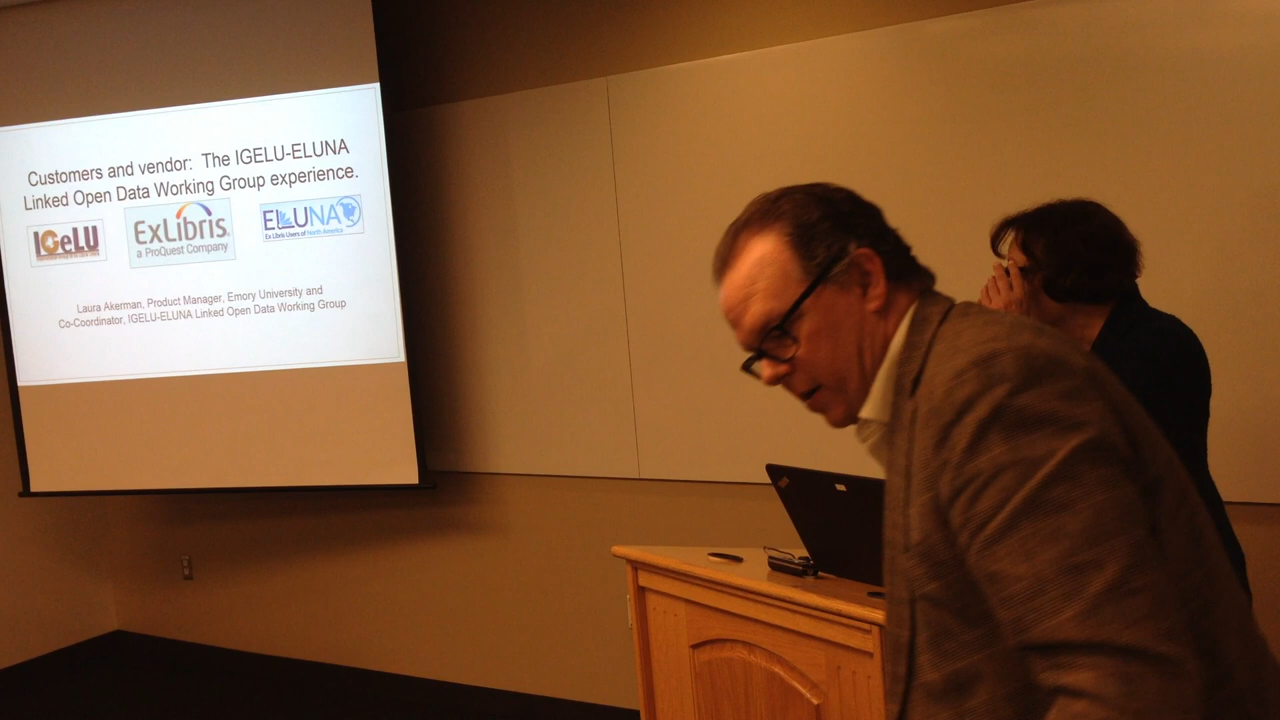 Customers and vendor: The IGELU-ELUNA
Linked Open Data Working Group experience.
IGeLU
ExLibris
a ProQuest Company
ELUNA
Ex Libris Users of North America
Laura Akerman, Product Manager, Emory University and
Co-Coordinator, IGELU-ELUNA Linked Open Data Working Group